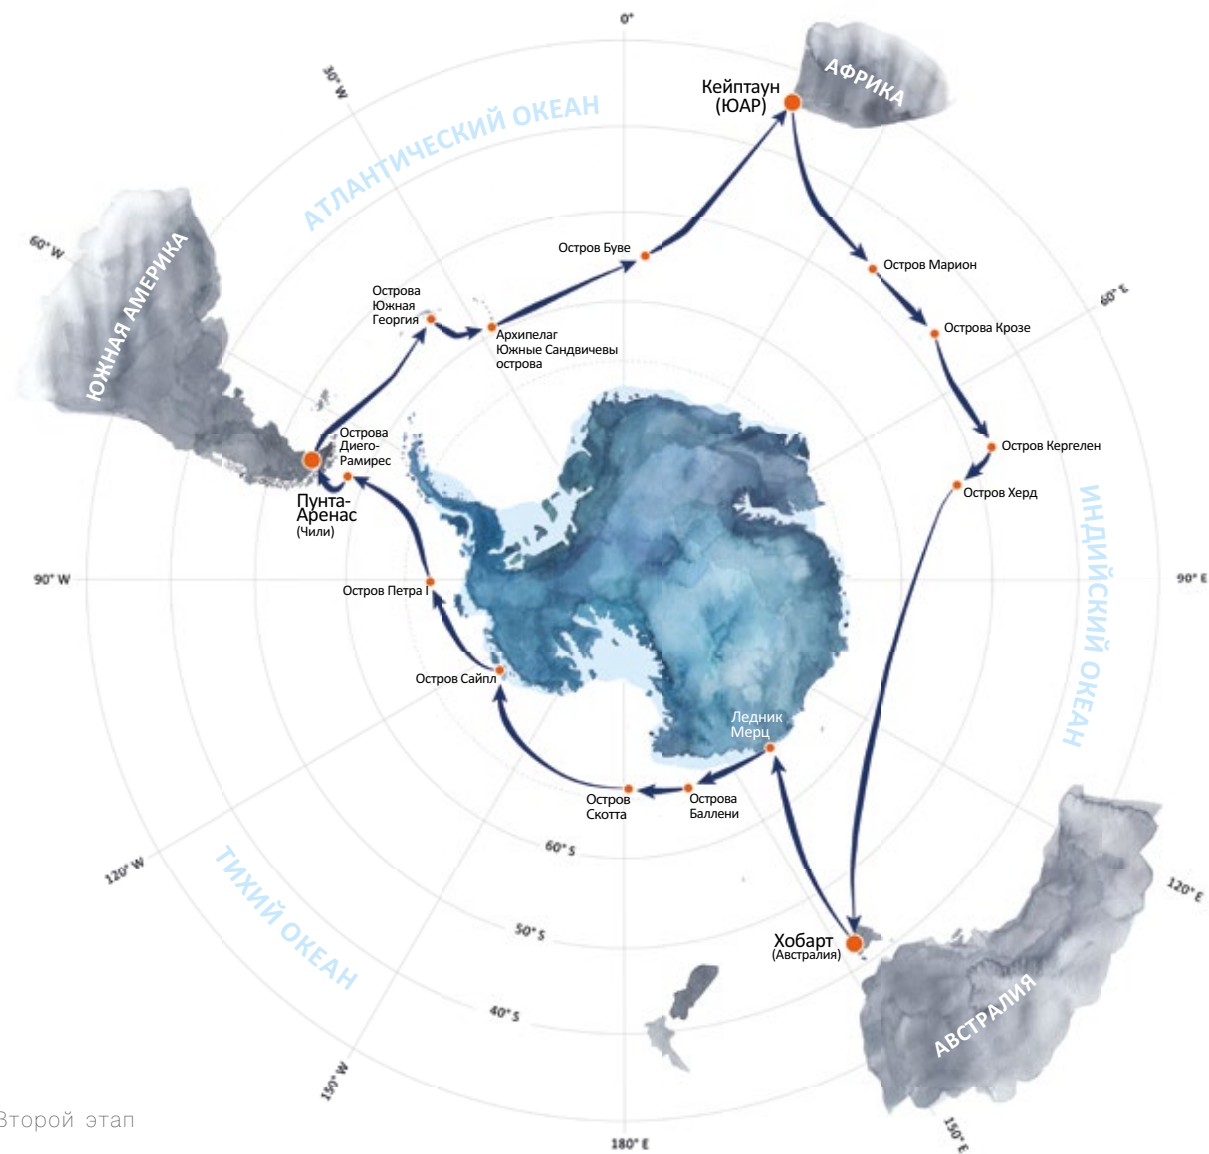 0°
30° W
АФРИКА
Кейптаун
(ЮАР)
АТЛАНТИЧЕСКИЙ ОКЕАН
60° W
ЮЖНАЯ АМЕРИКА
Остров Буве
Остров Марион
60° E
Острова
Южная
Георгия
Архипелаг
Южные Сандвичевы
острова
Острова Крозе
Острова
Диего-
Рамирес
Остров Кергелен
Остров Херд
Пунта-
Аренас
(Чили)
ИНДИЙСКИЙ ОКЕАН
90° W
90° E
Остров Петра I
Остров Сайпл
Ледник
Мерц
Остров
Скотта
Острова
Баллени
60° S
120° W
ТИХИЙ ОКЕАН
120° E
50° S
Хобарт
(Австралия)
40° S
АВСТРАЛИЯ
150° W
Второй этап
150° E
180° E